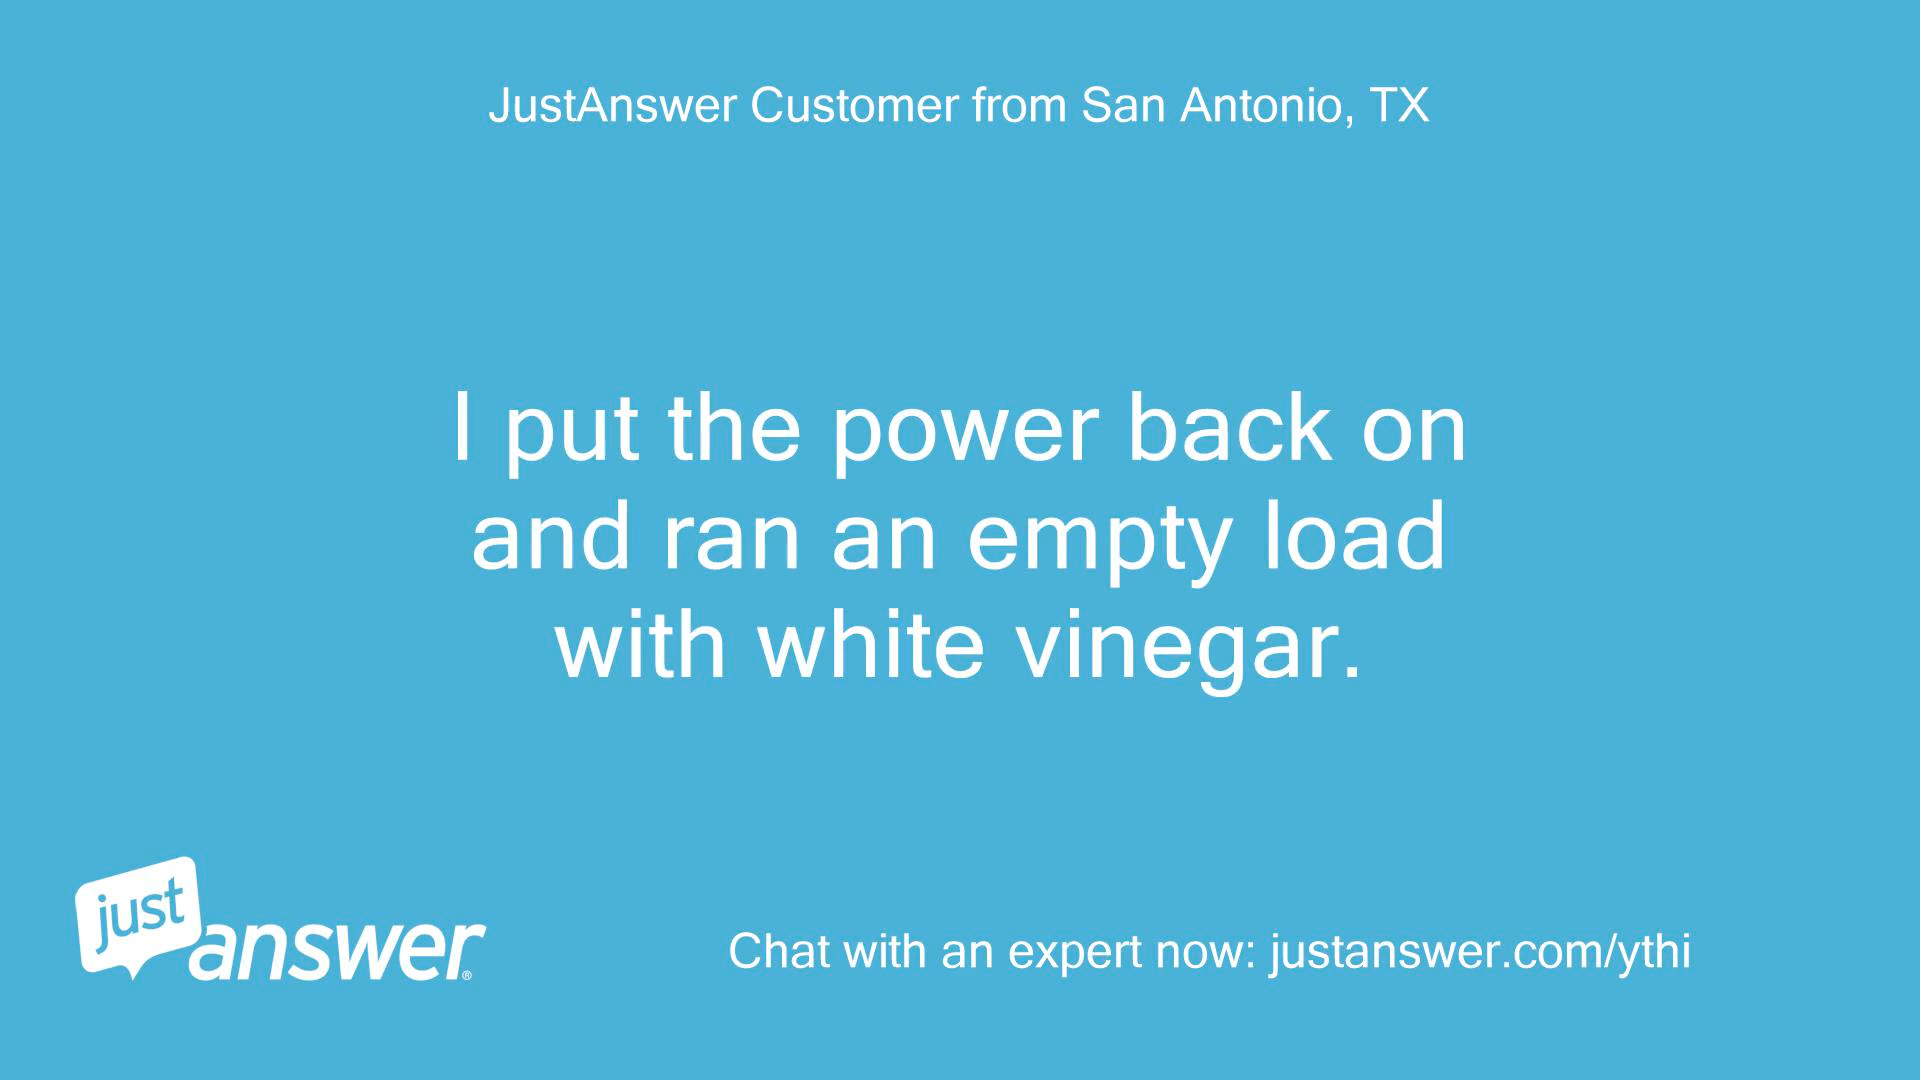 JustAnswer Customer from San Antonio, TX
I put the power back on
and ran an empty load
with white vinegar.
just
answer®
Chat with an expert now: justanswer.com/ythi